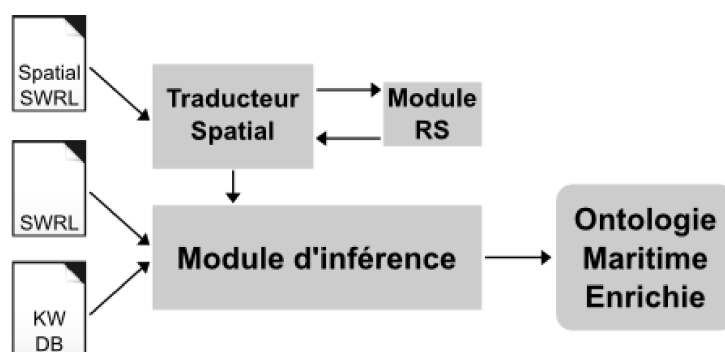 Spatial
SWRL
Traducteur
Spatial
Module
RS
SWRL
Module d'inférence
Ontologie
Maritime
Enrichie
KW
DB